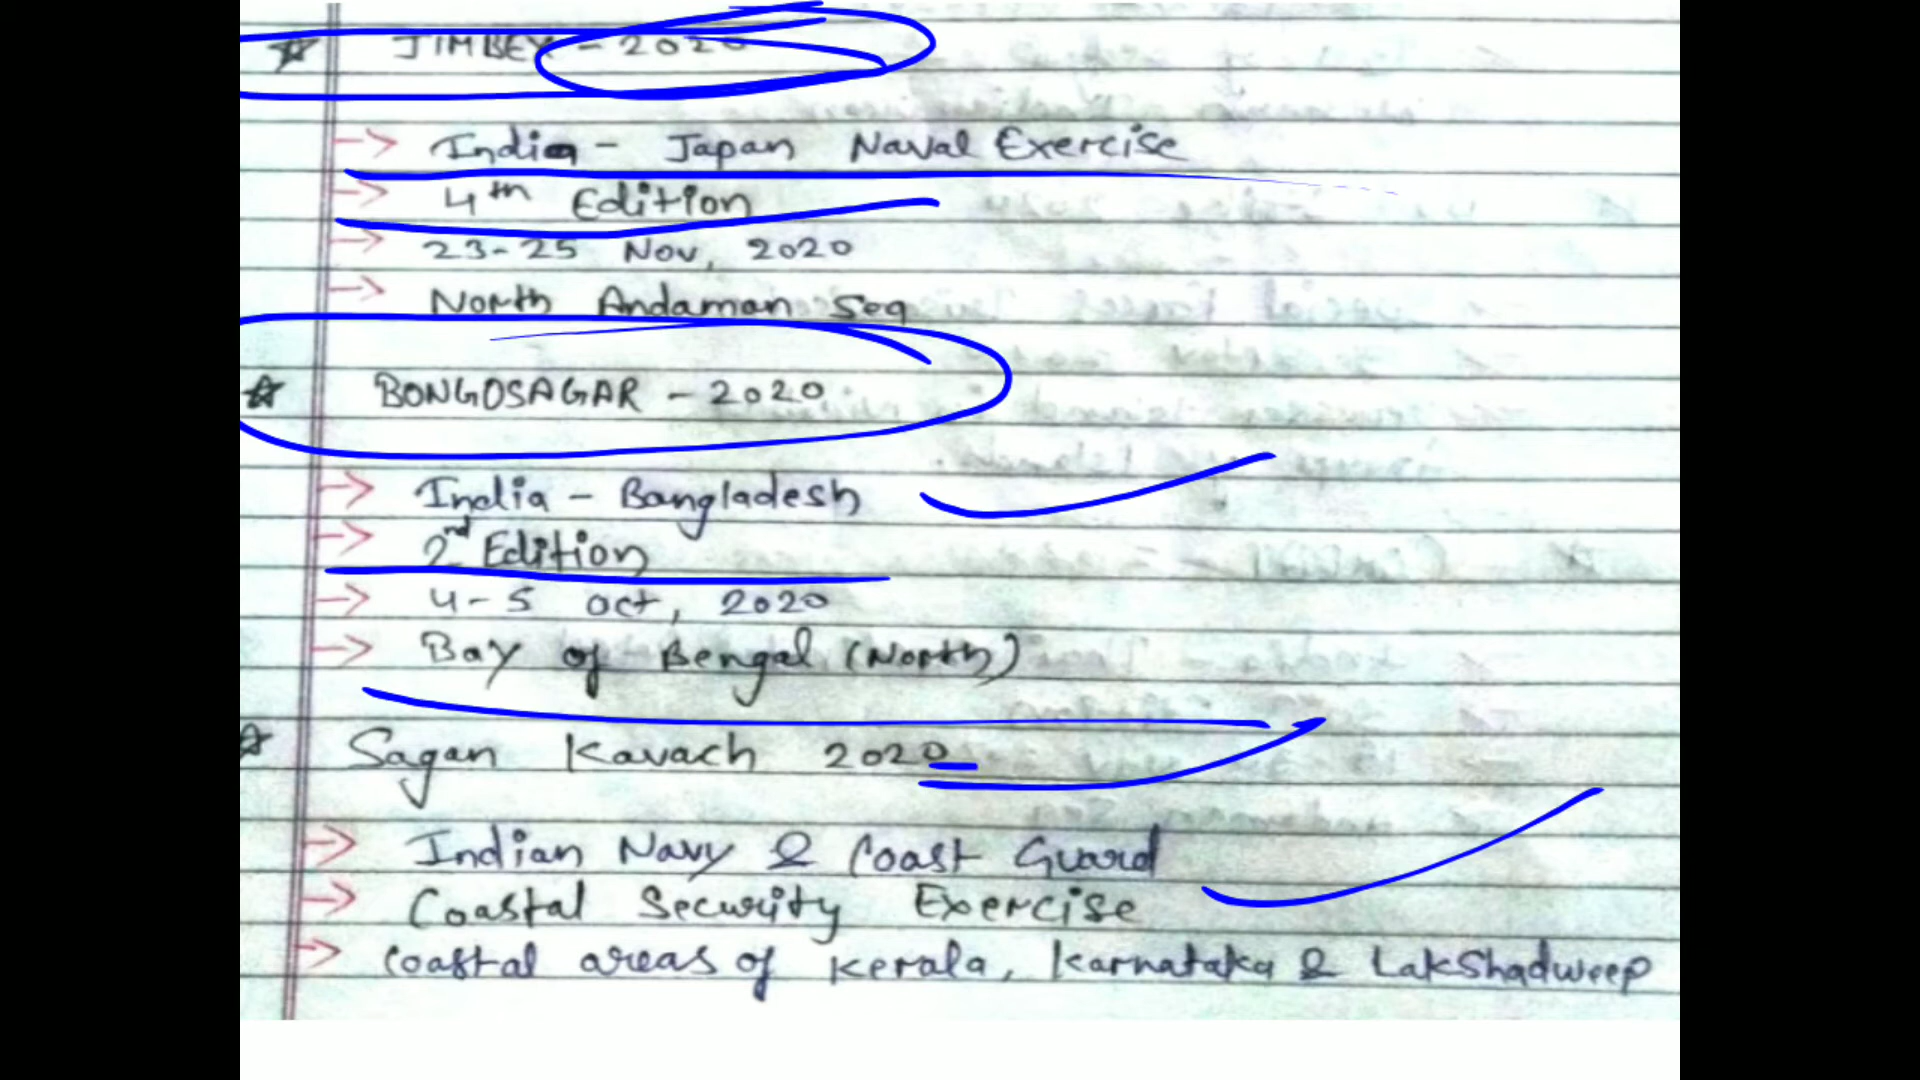 ☆ JIMBEX - 2020
→ India - Japan Naval Exercise
→ 4th Edition
→ 23-25 Nov, 2020
→ North Andaman Sea
☆ BONGOSAGAR - 2020
→ India - Bangladesh
→ 2nd Edition
→ 4-5 Oct, 2020
→ Bay of Bengal (North)
☆ Sagar Kavach 2020
→ Indian Navy & Coast Guard
→ Coastal Security Exercise
→ Coastal areas of Kerala, Karnataka & Lakshadweep